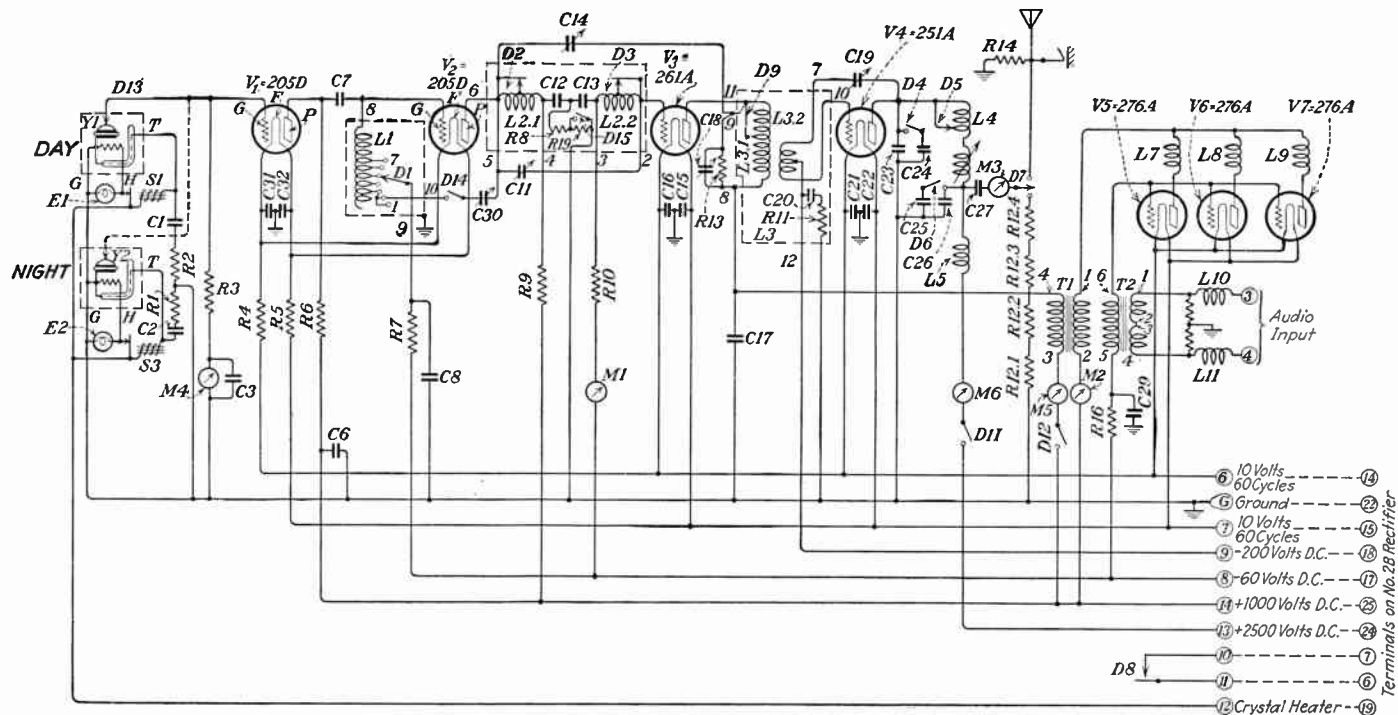 C14
V4=251A
R14
D13
V1=205D
C7
V2=205D
D2
D3
V3=261A
D9
7
C19
D4
D5
V5=276A
V6=276A
V7=276A
Y1
T
G
F
P
8
G
F
6
P
C12
C13
11
9
10
L4
DAY
L1
L2.1
L2.2
C18
L3.2
L7
L8
L9
R8
R19
D15
L3.1
C23
C24
M3
D7
G
H
S1
7
D1
5
4
3
2
E1
C31
C32
10
D14
C11
C16
C15
R13
8
C20
C21
C22
C27
R12.4
C1
1
9
C30
R11
C25
D6
L3
C26
NIGHT
Y2
T
R2
12
L5
R12.3
4
T1
1
6
T2
1
L10
3
R1
R3
R4
R5
R6
R7
R9
R10
R12.2
2
3
Audio Input
G
H
C2
E2
S3
C17
3
2
5
4
L11
4
M4
C3
C8
M1
R12.1
M6
M5
M2
R16
C29
C6
D11
D12
6 10 Volts 60 Cycles 14
G Ground 22
7 10 Volts 60 Cycles 15
9 -200 Volts D.C. 18
8 -60 Volts D.C. 17
14 +1000 Volts D.C. 25
13 +2500 Volts D.C. 24
10 7
D8
11 6
12 Crystal Heater 19
Terminals on No.2B Rectifier